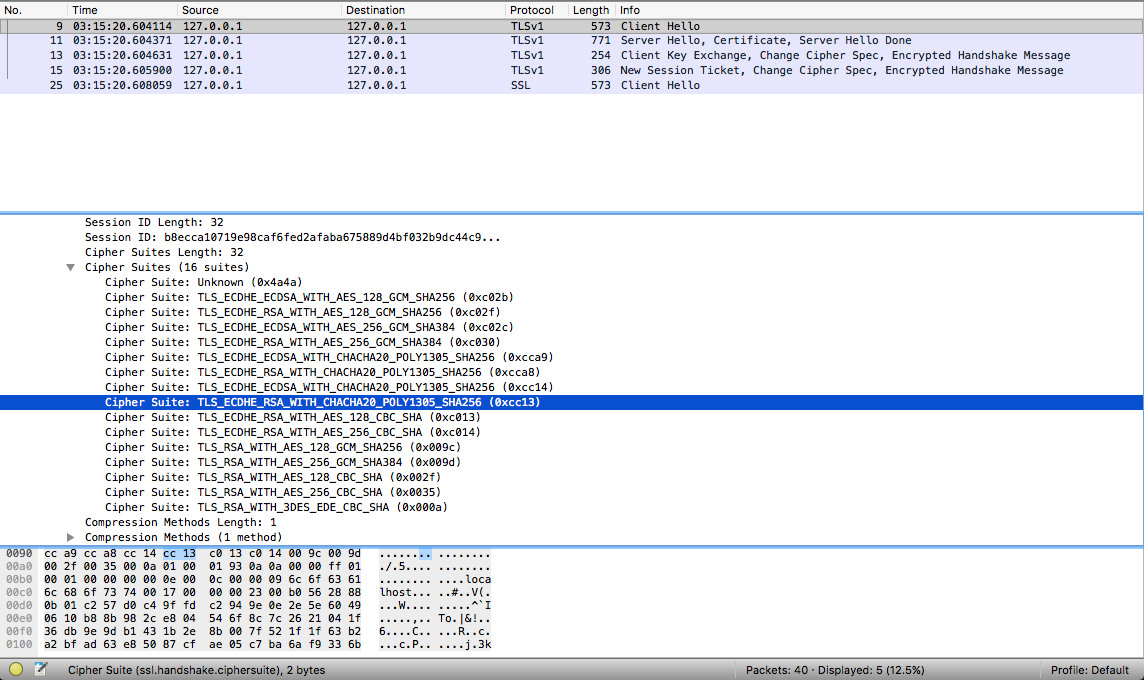 No. Time Source Destination Protocol Length Info
9 03:15:20.604114 127.0.0.1 127.0.0.1 TLSv1 573 Client Hello
11 03:15:20.604371 127.0.0.1 127.0.0.1 TLSv1 771 Server Hello, Certificate, Server Hello Done
13 03:15:20.604631 127.0.0.1 127.0.0.1 TLSv1 254 Client Key Exchange, Change Cipher Spec, Encrypted Handshake Message
15 03:15:20.605900 127.0.0.1 127.0.0.1 TLSv1 306 New Session Ticket, Change Cipher Spec, Encrypted Handshake Message
25 03:15:20.608059 127.0.0.1 127.0.0.1 SSL 573 Client Hello
Session ID Length: 32
Session ID: b8ecca10719e98caf6fed2afaba675889d4bf032b9dc44c9...
Cipher Suites Length: 32
Cipher Suites (16 suites)
Cipher Suite: Unknown (0x4a4a)
Cipher Suite: TLS_ECDHE_ECDSA_WITH_AES_128_GCM_SHA256 (0xc02b)
Cipher Suite: TLS_ECDHE_RSA_WITH_AES_128_GCM_SHA256 (0xc02f)
Cipher Suite: TLS_ECDHE_ECDSA_WITH_AES_256_GCM_SHA384 (0xc02c)
Cipher Suite: TLS_ECDHE_RSA_WITH_AES_256_GCM_SHA384 (0xc030)
Cipher Suite: TLS_ECDHE_ECDSA_WITH_CHACHA20_POLY1305_SHA256 (0xcca9)
Cipher Suite: TLS_ECDHE_RSA_WITH_CHACHA20_POLY1305_SHA256 (0xcca8)
Cipher Suite: TLS_ECDHE_ECDSA_WITH_CHACHA20_POLY1305_SHA256 (0xcc14)
Cipher Suite: TLS_ECDHE_RSA_WITH_CHACHA20_POLY1305_SHA256 (0xcc13)
Cipher Suite: TLS_ECDHE_RSA_WITH_AES_128_CBC_SHA (0xc013)
Cipher Suite: TLS_ECDHE_RSA_WITH_AES_256_CBC_SHA (0xc014)
Cipher Suite: TLS_RSA_WITH_AES_128_GCM_SHA256 (0x009c)
Cipher Suite: TLS_RSA_WITH_AES_256_GCM_SHA384 (0x009d)
Cipher Suite: TLS_RSA_WITH_AES_128_CBC_SHA (0x002f)
Cipher Suite: TLS_RSA_WITH_AES_256_CBC_SHA (0x0035)
Cipher Suite: TLS_RSA_WITH_3DES_EDE_CBC_SHA (0x000a)
Compression Methods Length: 1
Compression Methods (1 method)
0090 cc a9 cc a8 cc 14 cc 13 c0 13 c0 14 00 9c 00 9d ........ ........
00a0 00 2f 00 35 00 0a 01 00 01 93 0a 0a 00 00 ff 01 ./.5.... ........
00b0 00 01 00 00 00 00 0e 00 0c 00 00 09 6c 6f 63 61 ........ ....loca
00c0 6c 68 6f 73 74 00 17 00 00 00 23 00 b0 56 28 88 lhost... ..#..V(.
00d0 0b 01 c2 57 d0 c4 9f fd c2 94 9e 0e 2e 5e 60 49 ...W.... .....^`I
00e0 06 10 b8 8b 98 2c e8 04 54 6f 8c 7c 26 21 04 1f .....,.. To.|&!..
00f0 36 db 9e 9d b1 43 1b 2e 8b 00 7f 52 1f 1f 63 b2 6....C.. ...R..c.
0100 a2 bf ad 63 e8 50 87 cf ae 05 c7 ba 6a f9 33 6b ...c.P.. ....j.3k
Cipher Suite (ssl.handshake.ciphersuite), 2 bytes Packets: 40 · Displayed: 5 (12.5%) Profile: Default